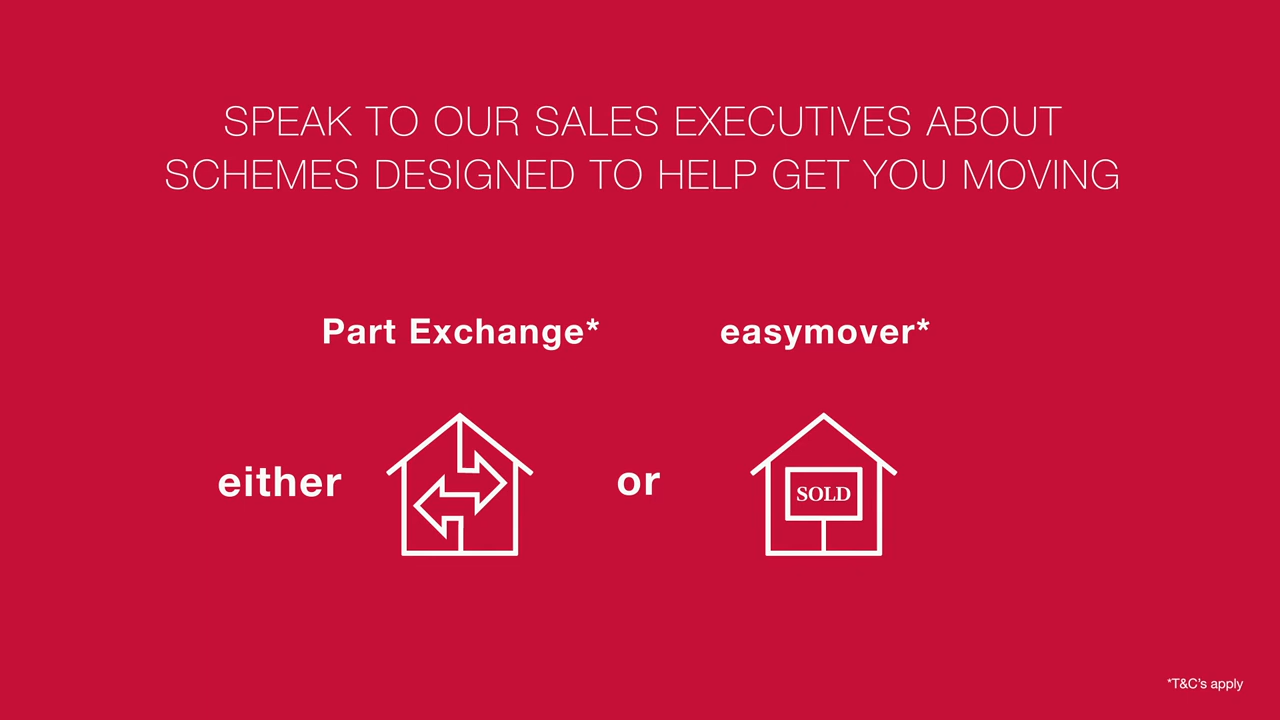 SPEAK TO OUR SALES EXECUTIVES ABOUT
SCHEMES DESIGNED TO HELP GET YOU MOVING
Part Exchange* easymover*
either or
SOLD
*T&C's apply